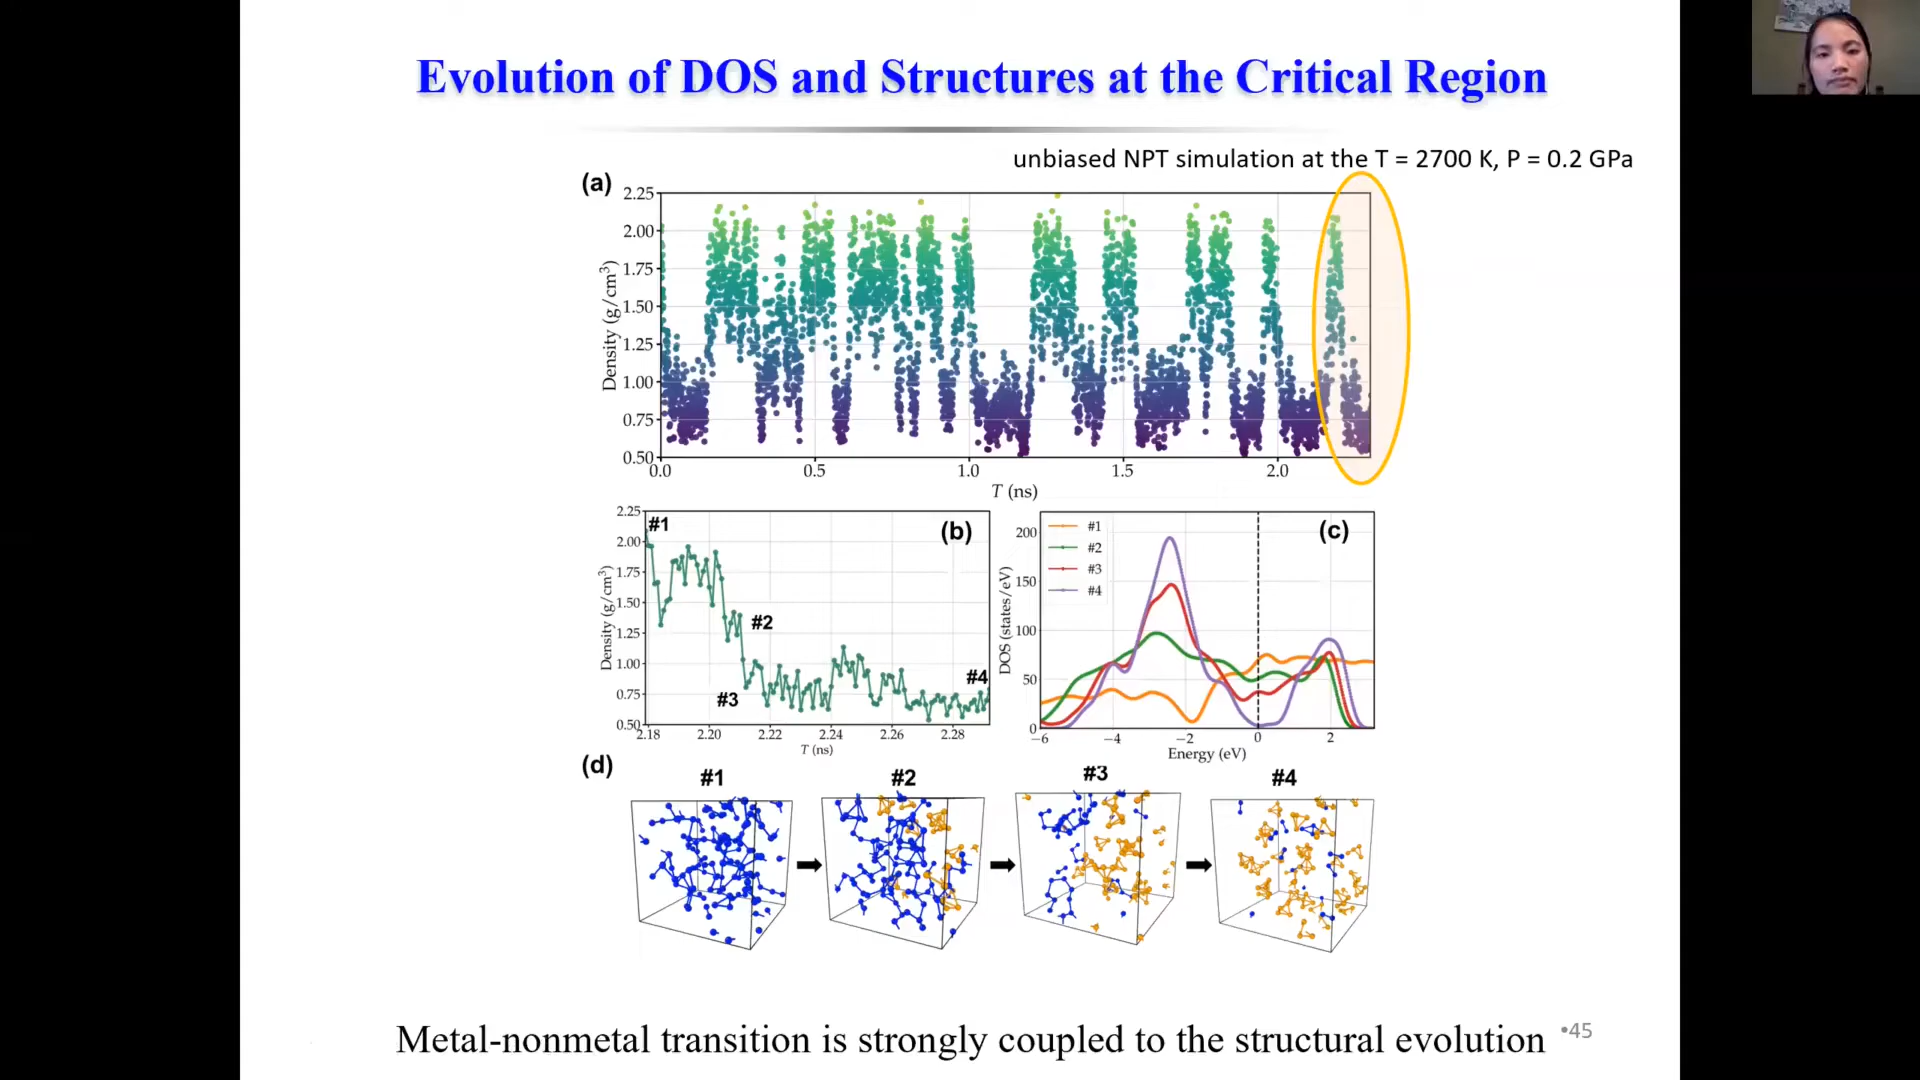 Evolution of DOS and Structures at the Critical Region
unbiased NPT simulation at the T = 2700 K, P = 0.2 GPa
(a)
Density (g/cm³)
2.25
2.00
1.75
1.50
1.25
1.00
0.75
0.50
0.0 0.5 1.0 1.5 2.0
T (ns)
(b)
Density (g/cm³)
2.25
2.00
1.75
1.50
1.25
1.00
0.75
0.50
#1
#2
#3
#4
2.18 2.20 2.22 2.24 2.26 2.28
T (ns)
(c)
DOS (states/eV)
200
150
100
50
0
#1
#2
#3
#4
−6 −4 −2 0 2
Energy (eV)
(d)
#1 #2 #3 #4
Metal-nonmetal transition is strongly coupled to the structural evolution
•45